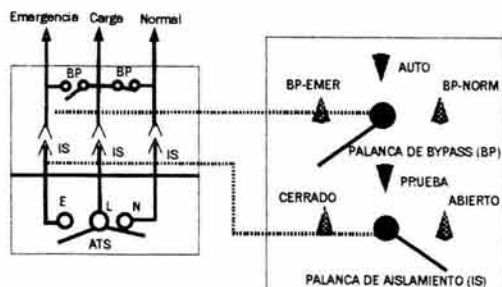 Emergencia Carga Normal
BP BP
IS IS IS
E L N
ATS
AUTO
BP-EMER BP-NORM
PALANCA DE BYPASS (BP)
PRUEBA
CERRADO ABIERTO
PALANCA DE AISLAMIENTO (IS)